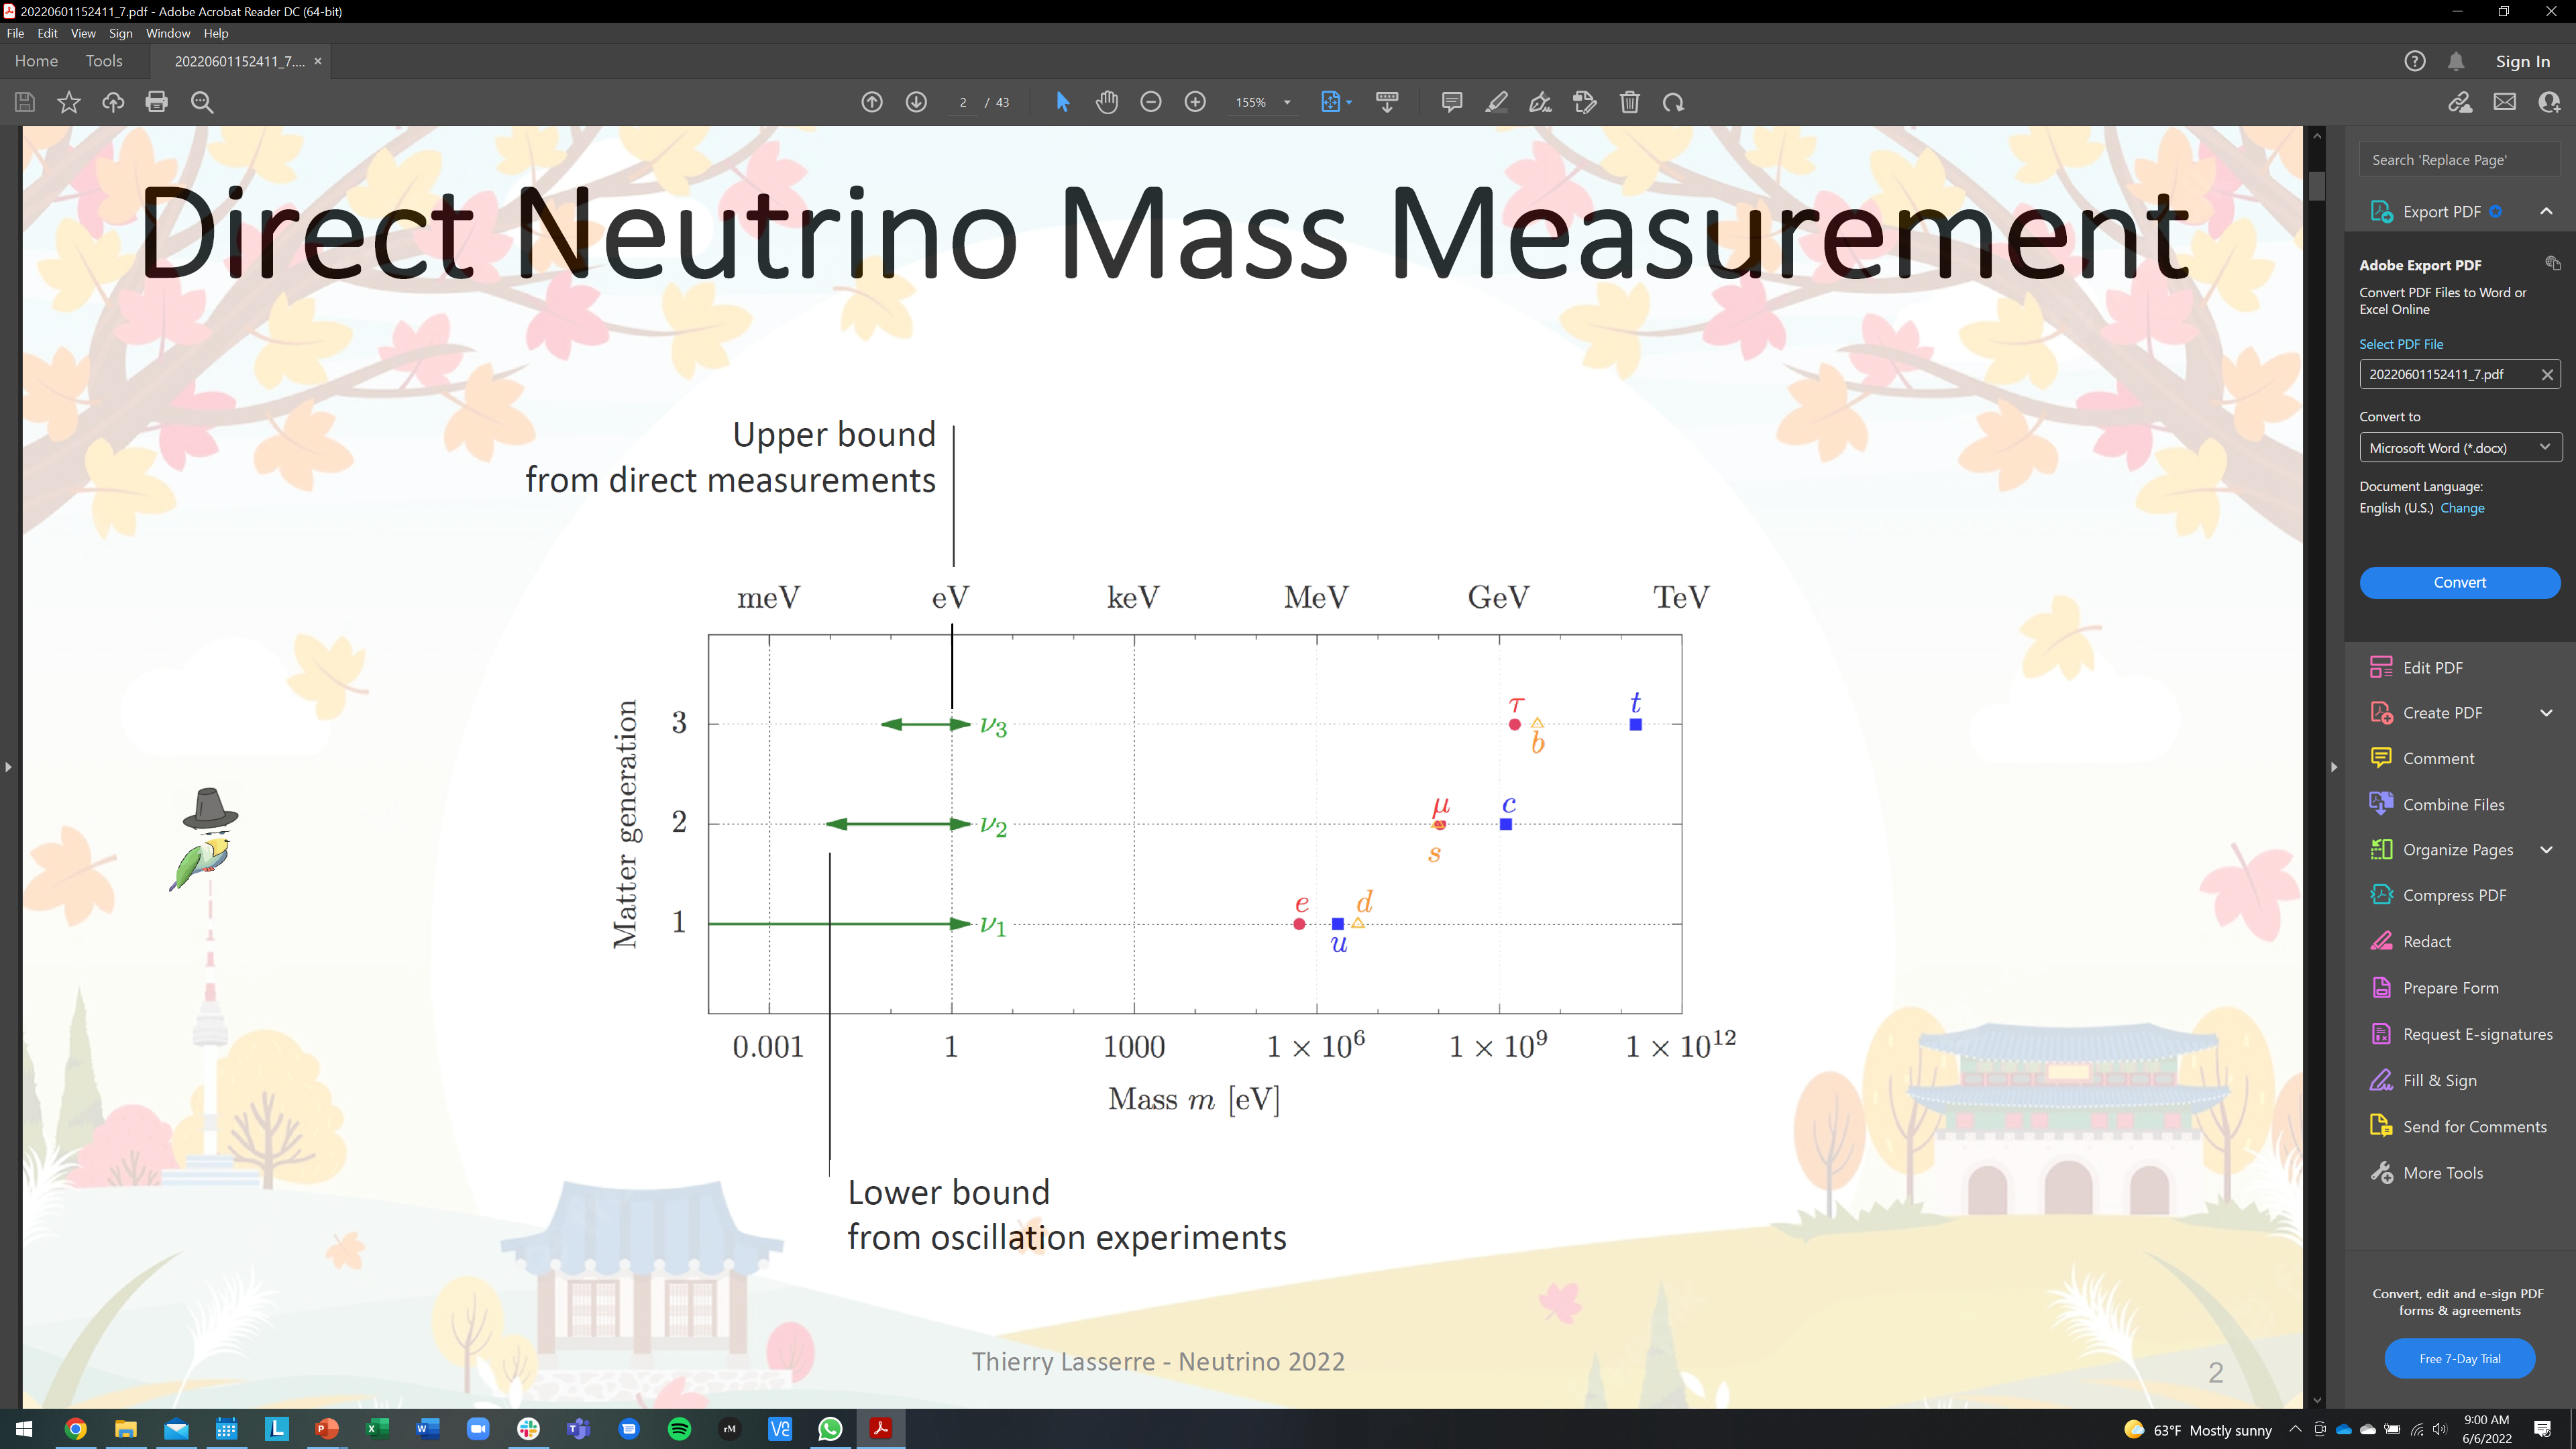 20220601152411_7.pdf - Adobe Acrobat Reader DC (64-bit)
File Edit View Sign Window Help
Home Tools 20220601152411_7.... ×
Sign In
2 / 43
155%
Direct Neutrino Mass Measurement
Upper bound
from direct measurements
meV eV keV MeV GeV TeV
Matter generation
3
ν3
τ
b
t
2
ν2
μ
s
c
1
ν1
e
u
d
0.001 1 1000 1 × 10^6 1 × 10^9 1 × 10^12
Mass m [eV]
Lower bound
from oscillation experiments
Thierry Lasserre - Neutrino 2022
2
Search 'Replace Page'
Export PDF
Adobe Export PDF
Convert PDF Files to Word or
Excel Online
Select PDF File
20220601152411_7.pdf
Convert to
Microsoft Word (*.docx)
Document Language:
English (U.S.) Change
Convert
Edit PDF
Create PDF
Comment
Combine Files
Organize Pages
Compress PDF
Redact
Prepare Form
Request E-signatures
Fill & Sign
Send for Comments
More Tools
Convert, edit and e-sign PDF
forms & agreements
Free 7-Day Trial
63°F Mostly sunny
9:00 AM
6/6/2022